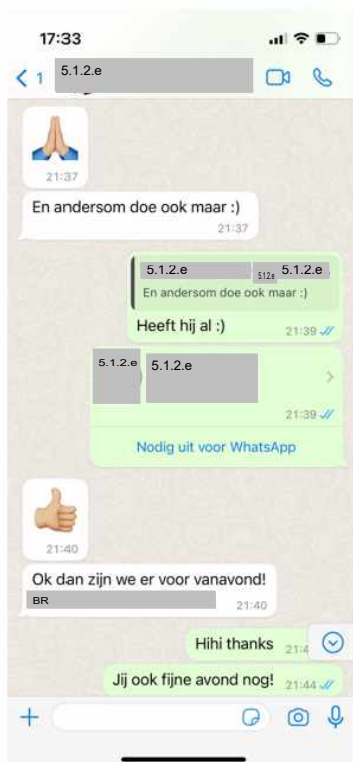 17:33
1 5.1.2.e
21:37
En andersom doe ook maar :)
21:37
5.1.2.e 5.1.2.e 5.1.2.e
En andersom doe ook maar :)
Heeft hij al :)
21:39
5.1.2.e 5.1.2.e
21:39
Nodig uit voor WhatsApp
21:40
Ok dan zijn we er voor vanavond!
BR
21:40
Hihi thanks
Jij ook fijne avond nog! 21:44